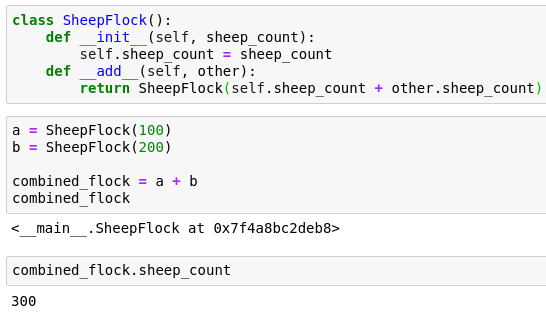 class SheepFlock():
    def __init__(self, sheep_count):
        self.sheep_count = sheep_count
    def __add__(self, other):
        return SheepFlock(self.sheep_count + other.sheep_count)
a = SheepFlock(100)
b = SheepFlock(200)
combined_flock = a + b
combined_flock
<__main__.SheepFlock at 0x7f4a8bc2deb8>
combined_flock.sheep_count
300